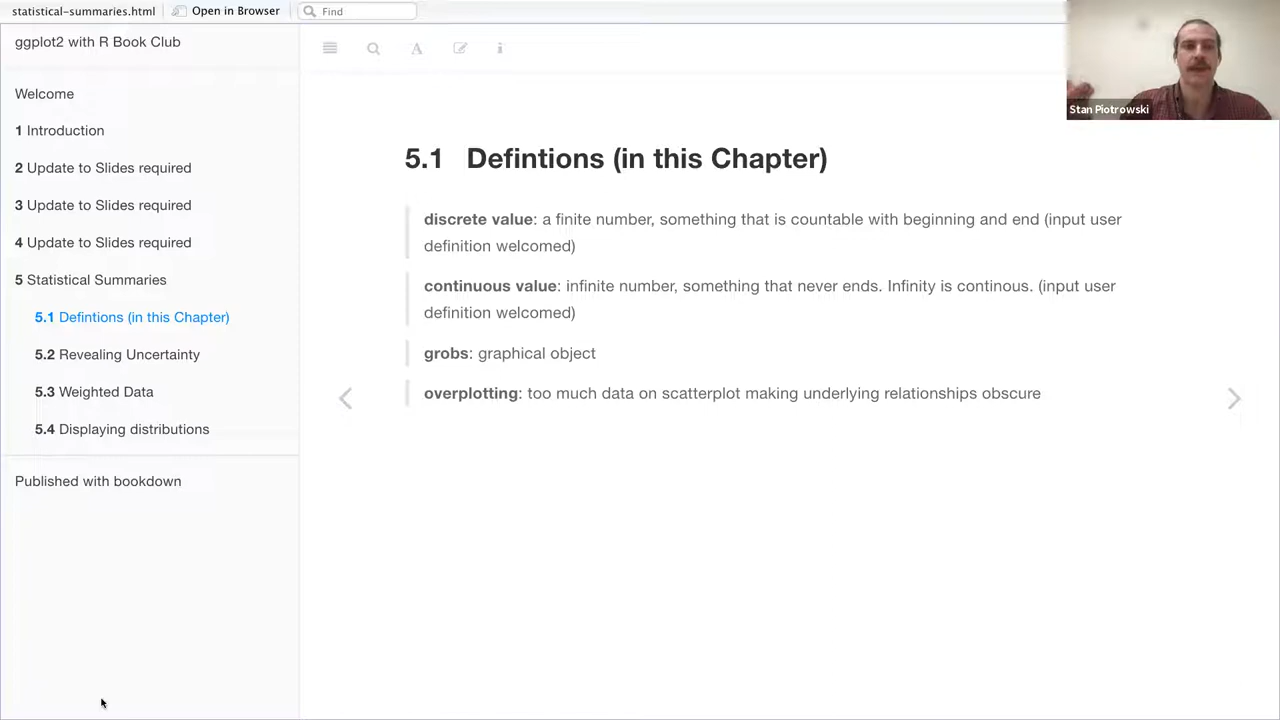 statistical-summaries.html
Open in Browser
Find
ggplot2 with R Book Club
Welcome
1 Introduction
2 Update to Slides required
3 Update to Slides required
4 Update to Slides required
5 Statistical Summaries
5.1 Defintions (in this Chapter)
5.2 Revealing Uncertainty
5.3 Weighted Data
5.4 Displaying distributions
Published with bookdown
A
i
5.1 Defintions (in this Chapter)
discrete value: a finite number, something that is countable with beginning and end (input user
definition welcomed)
continuous value: infinite number, something that never ends. Infinity is continous. (input user
definition welcomed)
grobs: graphical object
overplotting: too much data on scatterplot making underlying relationships obscure
Stan Piotrowski